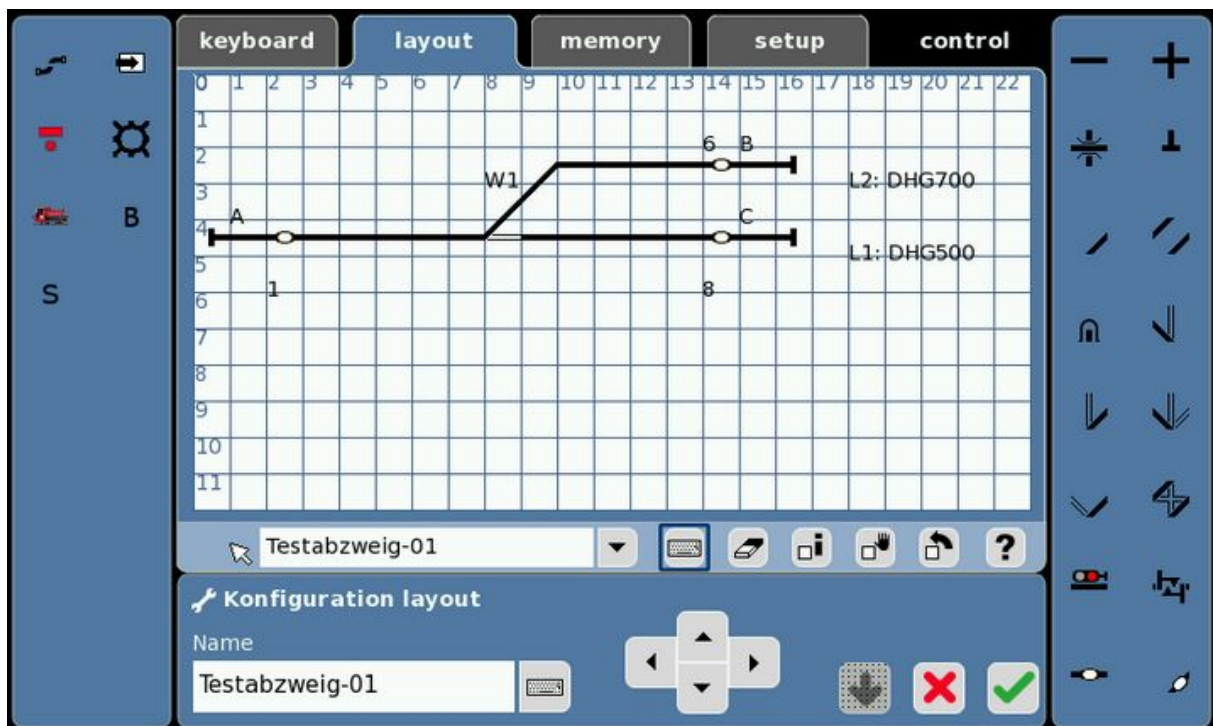 keyboard layout memory setup control
0 1 2 3 4 5 6 7 8 9 10 11 12 13 14 15 16 17 18 19 20 21 22
1
6 B
2
W1 L2: DHG700
3
A C
4
L1: DHG500
5
B
S
1 8
6
7
8
9
10
11
Testabzweig-01
i ?
Konfiguration layout
Name
Testabzweig-01